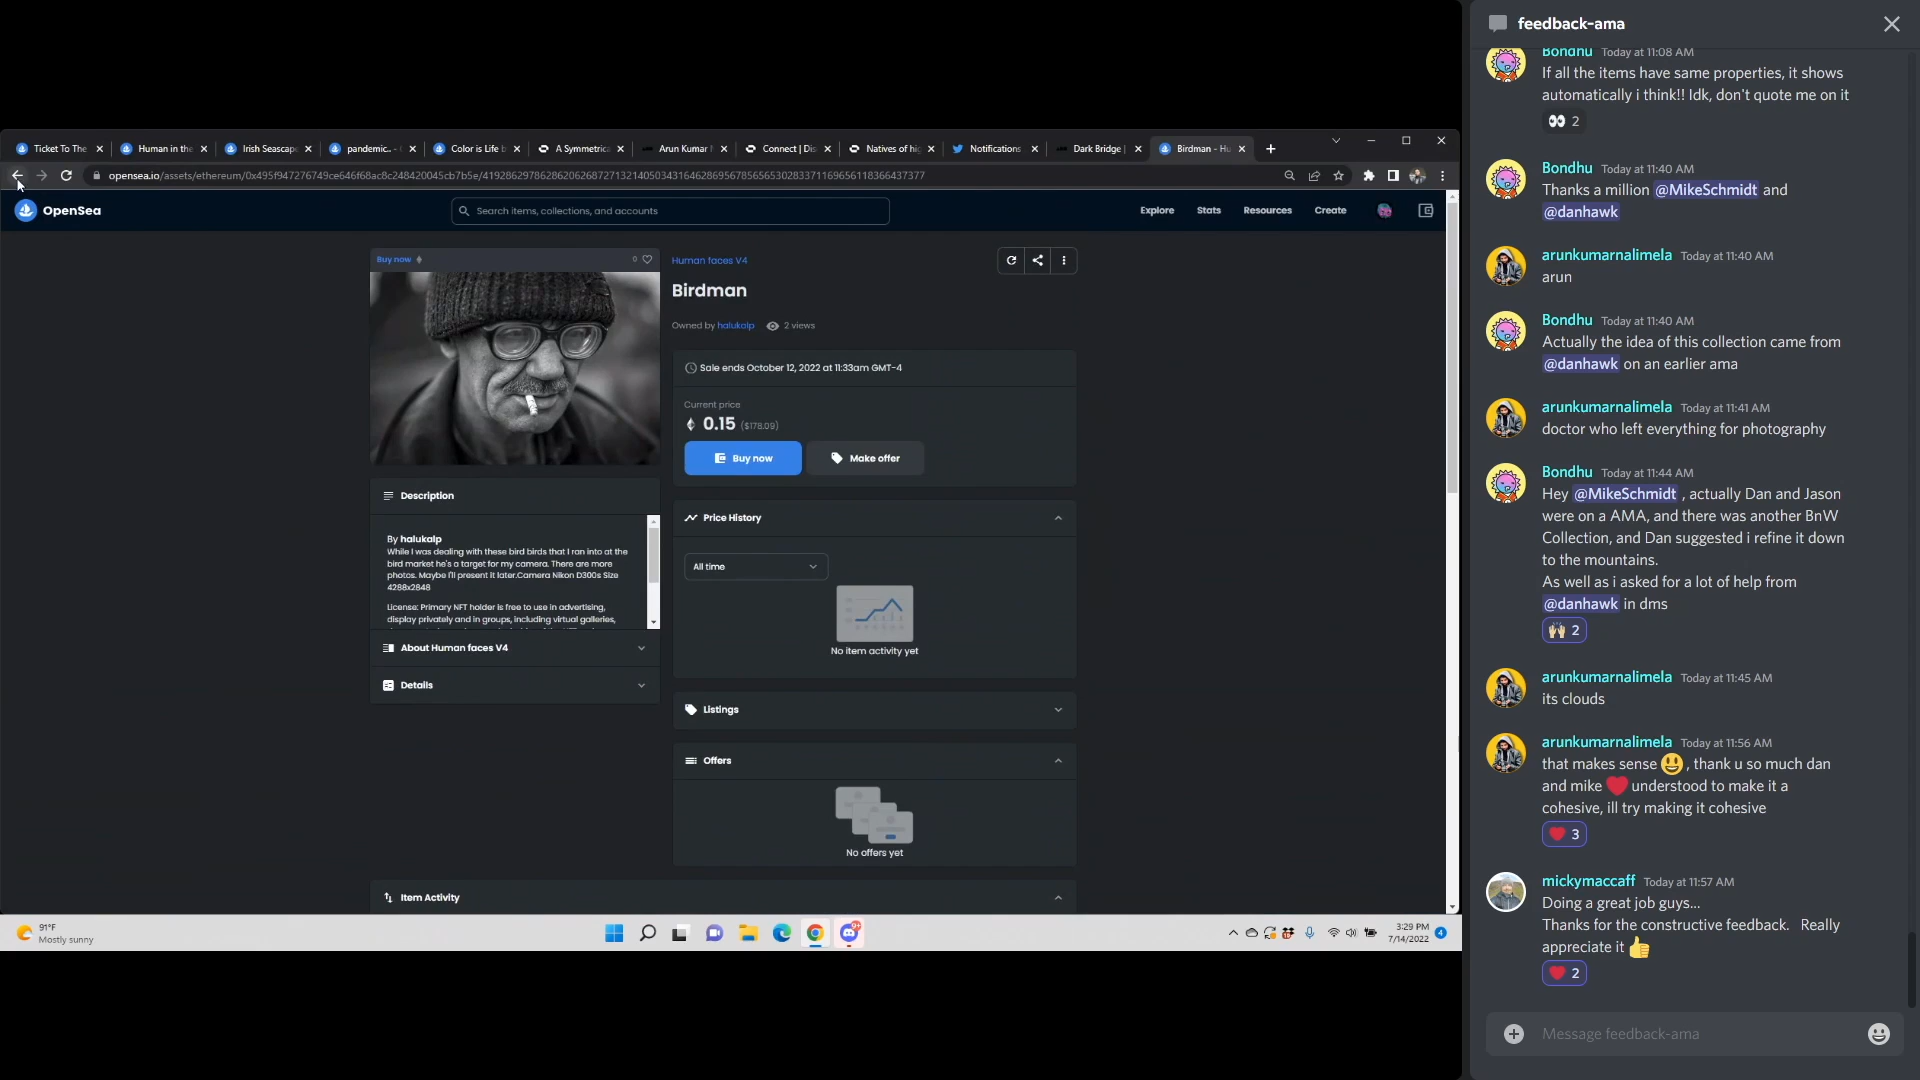 Ticket To The
Human in the
Irish Seascape
pandemic.. -
Color is Life b
A Symmetrica
Arun Kumar
Connect | Dis
Natives of hig
Notifications
Dark Bridge |
Birdman - Hu
opensea.io/assets/ethereum/0x495f947276749ce646f68ac8c248420045cb7b5e/
OpenSea
Search items, collections, and accounts
Explore
Stats
Resources
Create
Buy now
0
Human faces V4
Birdman
Owned by halukalp
2 views
Sale ends October 12, 2022 at 11:33am GMT-4
Current price
0.15 ($178.09)
Buy now
Make offer
Description
By halukalp
While I was dealing with these bird birds that I ran into at the
bird market he's a target for my camera. There are more
photos. Maybe I'll present it later.Camera Nikon D300s Size
4288x2848
License: Primary NFT holder is free to use in advertising,
display privately and in groups, including virtual galleries,
About Human faces V4
Details
Price History
All time
No item activity yet
Listings
Offers
No offers yet
Item Activity
91°F
Mostly sunny
3:29 PM
7/14/2022
4
feedback-ama
Bondhu Today at 11:08 AM
If all the items have same properties, it shows
automatically i think!! Idk, don't quote me on it
2
Bondhu Today at 11:40 AM
Thanks a million @MikeSchmidt and
@danhawk
arunkumarnalimela Today at 11:40 AM
arun
Bondhu Today at 11:40 AM
Actually the idea of this collection came from
@danhawk on an earlier ama
arunkumarnalimela Today at 11:41 AM
doctor who left everything for photography
Bondhu Today at 11:44 AM
Hey @MikeSchmidt , actually Dan and Jason
were on a AMA, and there was another BnW
Collection, and Dan suggested i refine it down
to the mountains.
As well as i asked for a lot of help from
@danhawk in dms
2
arunkumarnalimela Today at 11:45 AM
its clouds
arunkumarnalimela Today at 11:56 AM
that makes sense 😃 , thank u so much dan
and mike ❤️ understood to make it a
cohesive, ill try making it cohesive
3
mickymaccaff Today at 11:57 AM
Doing a great job guys...
Thanks for the constructive feedback. Really
appreciate it 👍
2
Message feedback-ama